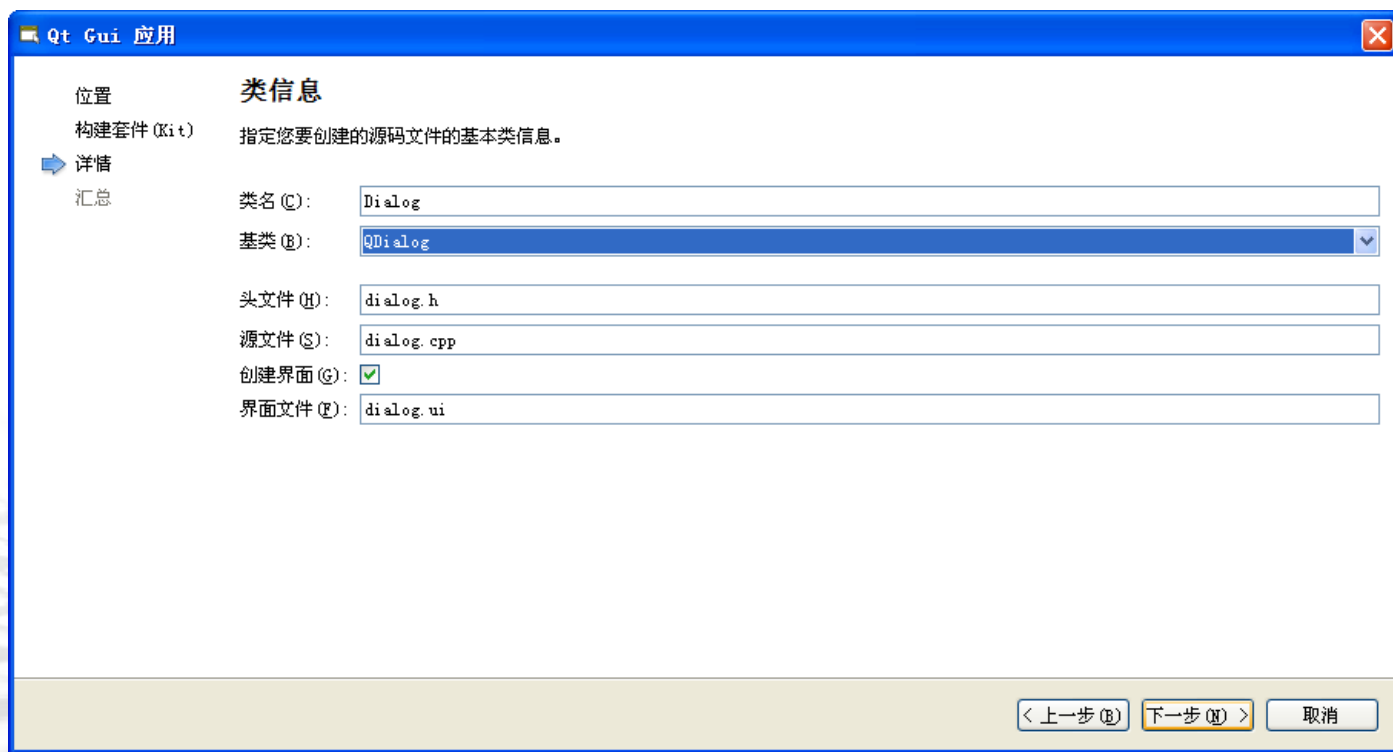 Qt Gui 应用
位置
构建套件(Kit)
详情
汇总
类信息
指定您要创建的源码文件的基本类信息。
类名(C): Dialog
基类(B): QDialog
头文件(H): dialog.h
源文件(S): dialog.cpp
创建界面(G):
界面文件(F): dialog.ui
< 上一步(B) 下一步(N) > 取消